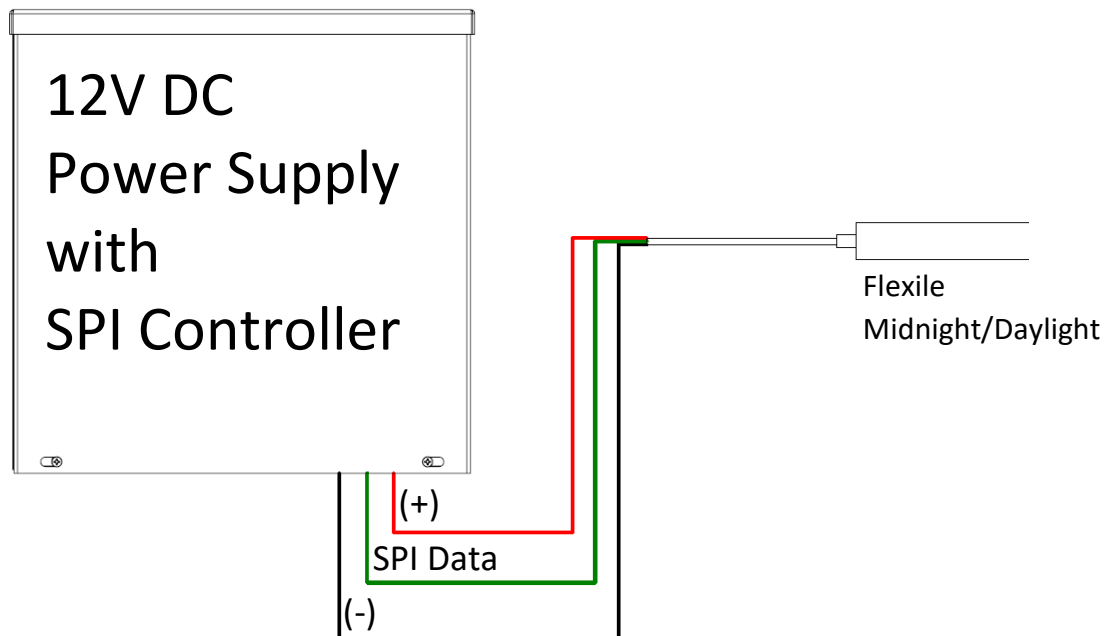 12V DC
Power Supply
with
SPI Controller
Flexile
Midnight/Daylight
(+)
SPI Data
(-)